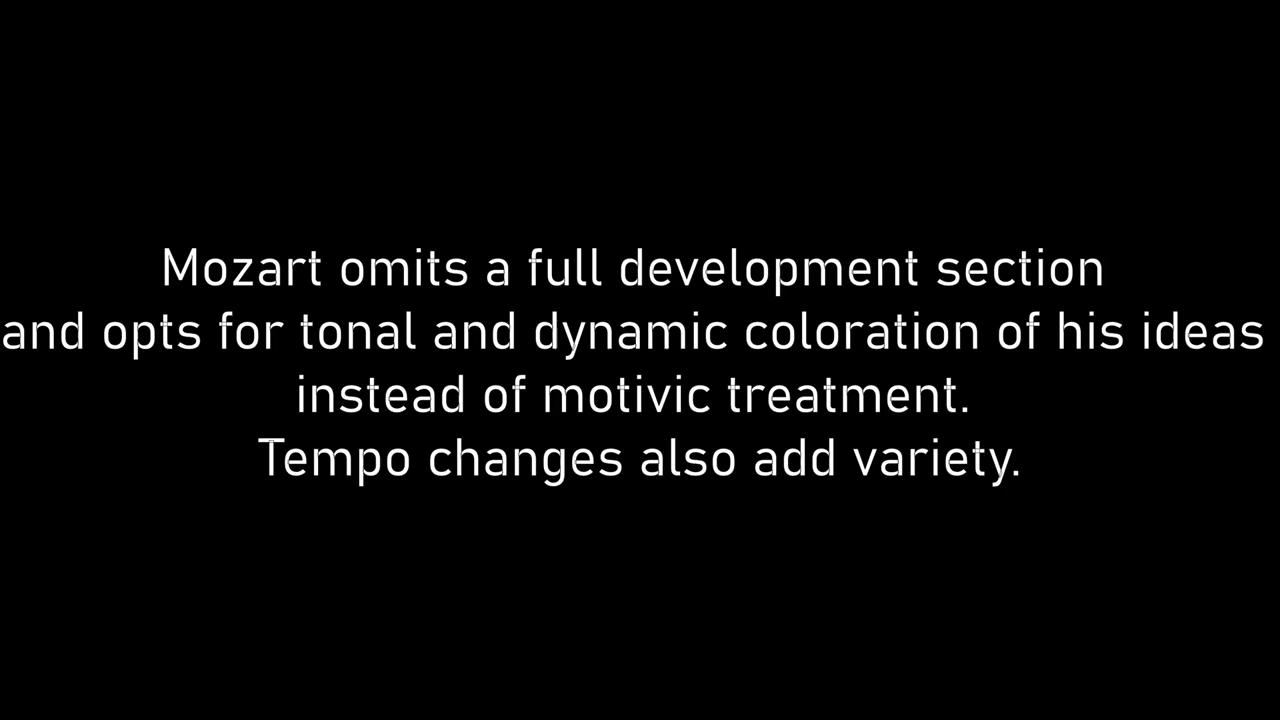 Mozart omits a full development section
and opts for tonal and dynamic coloration of his ideas
instead of motivic treatment.
Tempo changes also add variety.